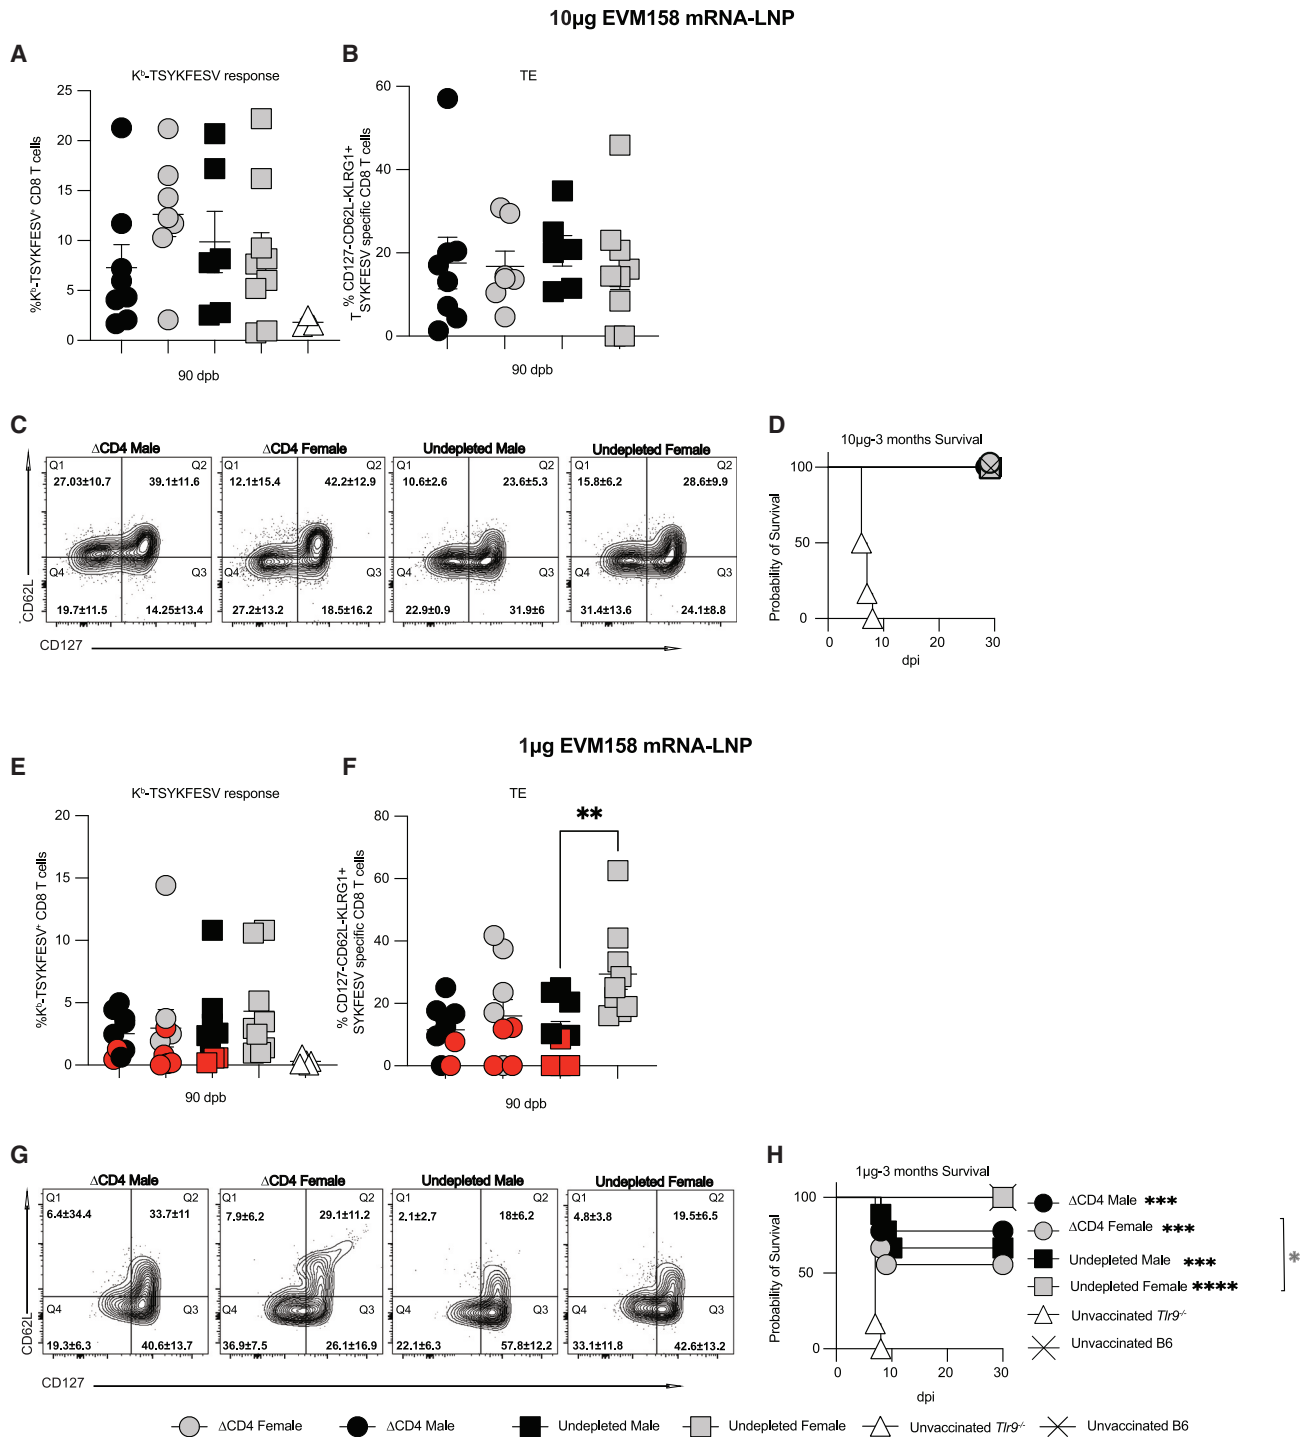 10µg EVM158 mRNA-LNP
A
Kᵇ-TSYKFESV response
%Kᵇ-TSYKFESV⁺ CD8 T cells
25
20
15
10
5
0
90 dpb
B
TE
% CD127-CD62L-KLRG1+
T SYKFESV specific CD8 T cells
60
40
20
0
90 dpb
C
ΔCD4 Male
ΔCD4 Female
Undepleted Male
Undepleted Female
Q1 Q2
27.03±10.7 39.1±11.6
Q4 Q3
19.7±11.5 14.25±13.4
Q1 Q2
12.1±15.4 42.2±12.9
Q4 Q3
27.2±13.2 18.5±16.2
Q1 Q2
10.6±2.6 23.6±5.3
Q4 Q3
22.9±0.9 31.9±6
Q1 Q2
15.8±6.2 28.6±9.9
Q4 Q3
31.4±13.6 24.1±8.8
CD62L
CD127
D
10µg-3 months Survival
Probability of Survival
100
50
0
0 10 20 30
dpi
1µg EVM158 mRNA-LNP
E
Kᵇ-TSYKFESV response
%Kᵇ-TSYKFESV⁺ CD8 T cells
20
15
10
5
0
90 dpb
F
TE
% CD127-CD62L-KLRG1+
SYKFESV specific CD8 T cells
80
60
40
20
0
**
90 dpb
G
ΔCD4 Male
ΔCD4 Female
Undepleted Male
Undepleted Female
Q1 Q2
6.4±34.4 33.7±11
Q4 Q3
19.3±6.3 40.6±13.7
Q1 Q2
7.9±6.2 29.1±11.2
Q4 Q3
36.9±7.5 26.1±16.9
Q1 Q2
2.1±2.7 18±6.2
Q4 Q3
22.1±6.3 57.8±12.2
Q1 Q2
4.8±3.8 19.5±6.5
Q4 Q3
33.1±11.8 42.6±13.2
CD62L
CD127
H
1µg-3 months Survival
Probability of Survival
100
50
0
0 10 20 30
dpi
ΔCD4 Male ***
ΔCD4 Female ***
Undepleted Male ***
Undepleted Female ****
*
Unvaccinated Tlr9⁻/⁻
Unvaccinated B6
ΔCD4 Female ΔCD4 Male Undepleted Male Undepleted Female Unvaccinated Tlr9⁻/⁻ Unvaccinated B6